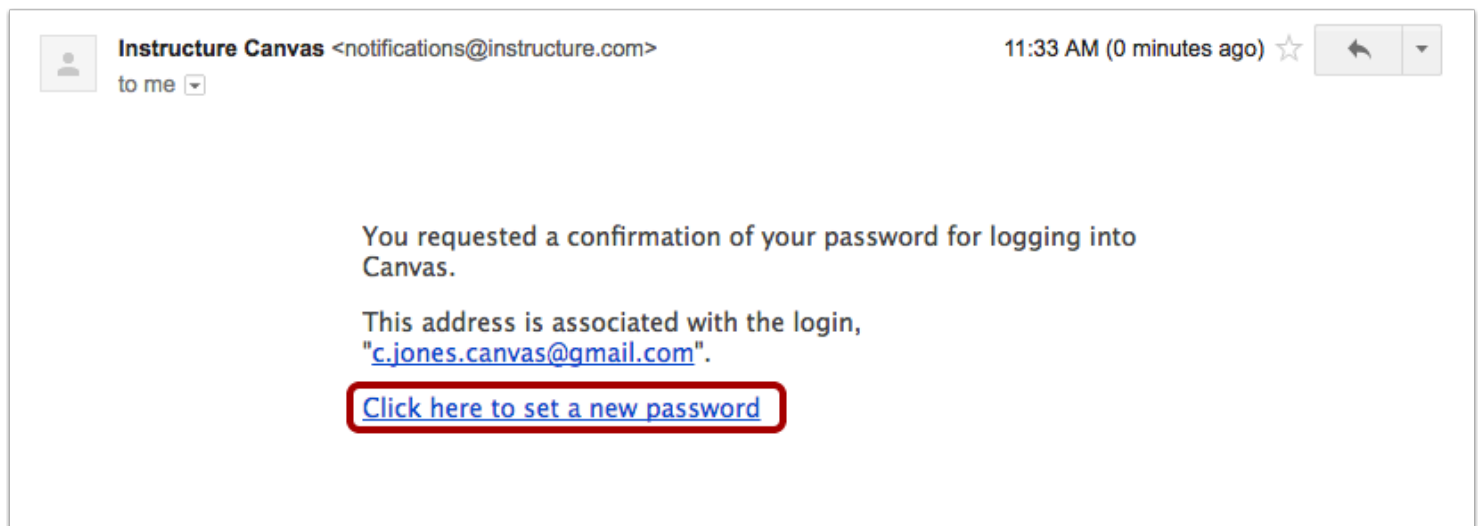 Instructure Canvas <notifications@instructure.com> 11:33 AM (0 minutes ago)
to me
You requested a confirmation of your password for logging into
Canvas.
This address is associated with the login,
"c.jones.canvas@gmail.com".
Click here to set a new password